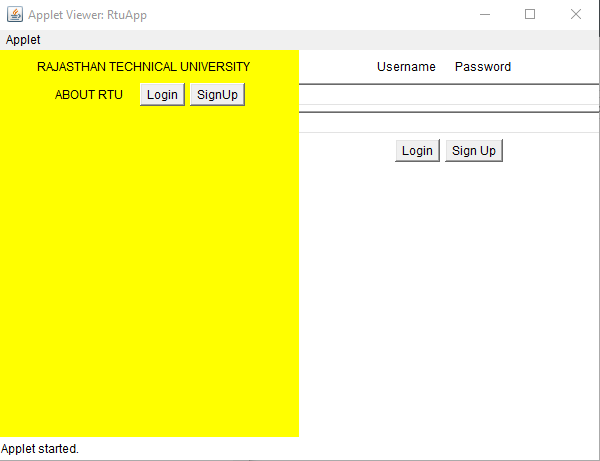 Applet Viewer: RtuApp
Applet
RAJASTHAN TECHNICAL UNIVERSITY
ABOUT RTU Login SignUp
Username Password
Login Sign Up
Applet started.